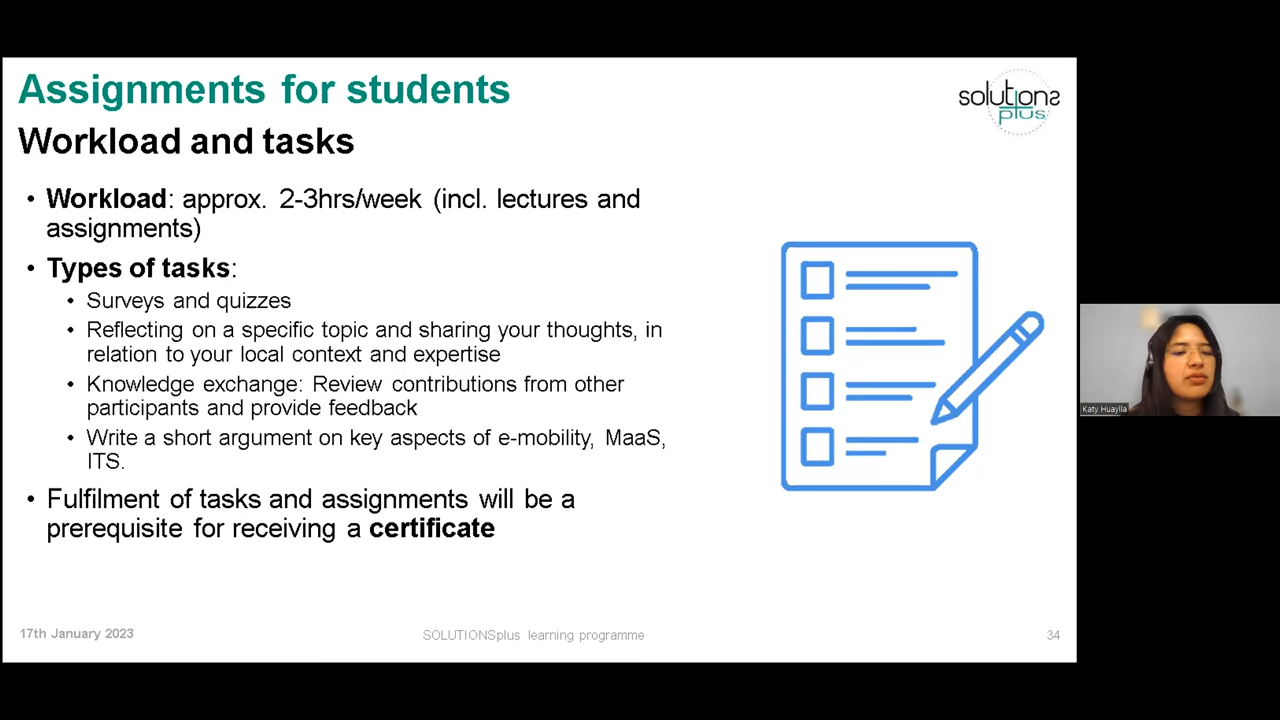 Assignments for students
solutions
plus
Workload and tasks
• Workload: approx. 2-3hrs/week (incl. lectures and
assignments)
• Types of tasks:
• Surveys and quizzes
• Reflecting on a specific topic and sharing your thoughts, in
relation to your local context and expertise
• Knowledge exchange: Review contributions from other
participants and provide feedback
• Write a short argument on key aspects of e-mobility, MaaS,
ITS.
• Fulfilment of tasks and assignments will be a
prerequisite for receiving a certificate
Katy Huaylla
17th January 2023
SOLUTIONSplus learning programme
34